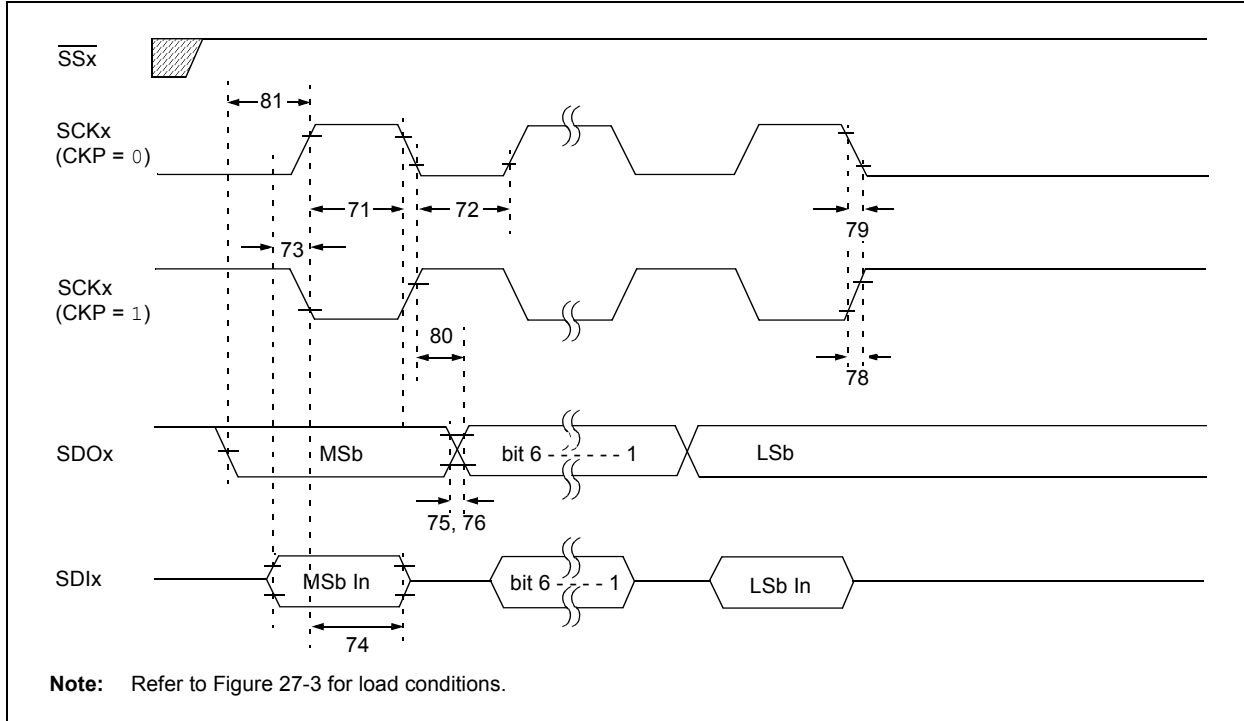 SSx
81
SCKx
(CKP = 0)
71
72
79
73
SCKx
(CKP = 1)
80
78
SDOx
MSb
bit 6 - - - - - - 1
LSb
75, 76
SDIx
MSb In
bit 6 - - - - 1
LSb In
74
Note: Refer to Figure 27-3 for load conditions.